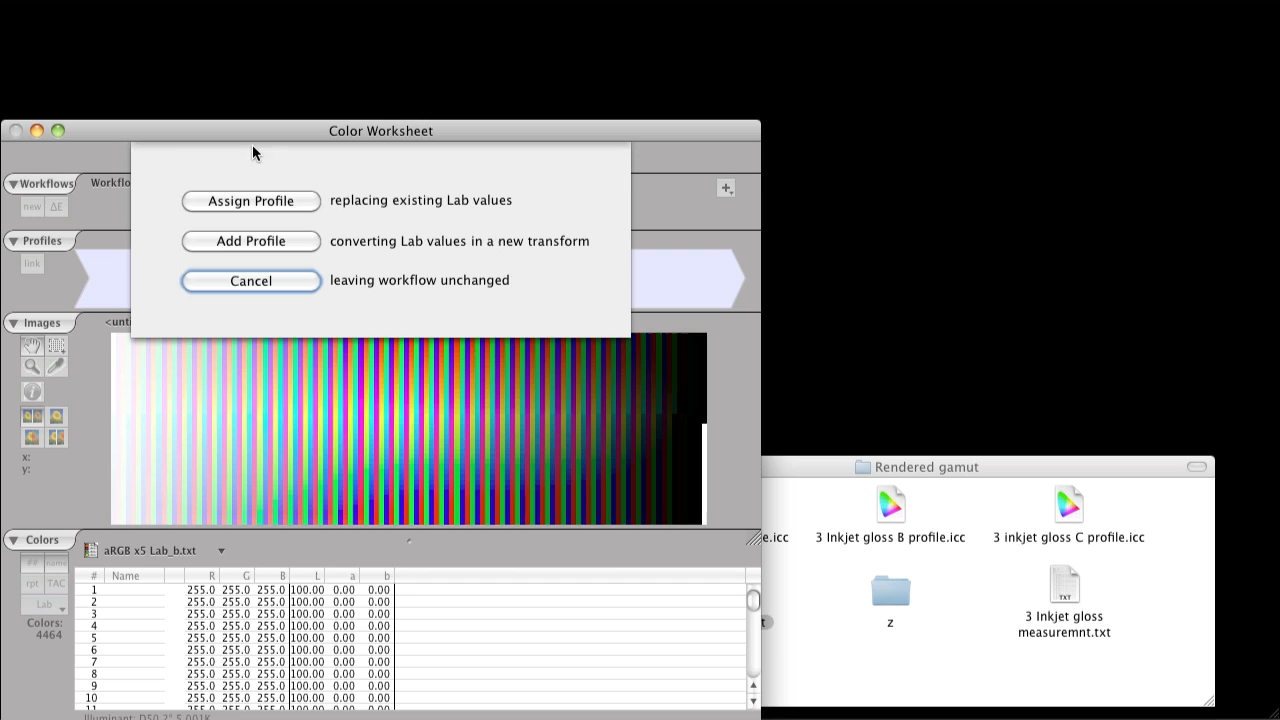 Color Worksheet
Assign Profile replacing existing Lab values
Add Profile converting Lab values in a new transform
Cancel leaving workflow unchanged
Workflows
new ΔE
Profiles
link
Images
x:
y:
Colors
## name
rpt TAC
Lab
Colors:
4464
aRGB x5 Lab_b.txt
# Name R G B L a b
1 255.0 255.0 255.0 100.00 0.00 0.00
2 255.0 255.0 255.0 100.00 0.00 0.00
3 255.0 255.0 255.0 100.00 0.00 0.00
4 255.0 255.0 255.0 100.00 0.00 0.00
5 255.0 255.0 255.0 100.00 0.00 0.00
6 255.0 255.0 255.0 100.00 0.00 0.00
7 255.0 255.0 255.0 100.00 0.00 0.00
8 255.0 255.0 255.0 100.00 0.00 0.00
9 255.0 255.0 255.0 100.00 0.00 0.00
10 255.0 255.0 255.0 100.00 0.00 0.00
Rendered gamut
3 Inkjet gloss B profile.icc
3 inkjet gloss C profile.icc
z
3 Inkjet gloss
measuremnt.txt
TXT